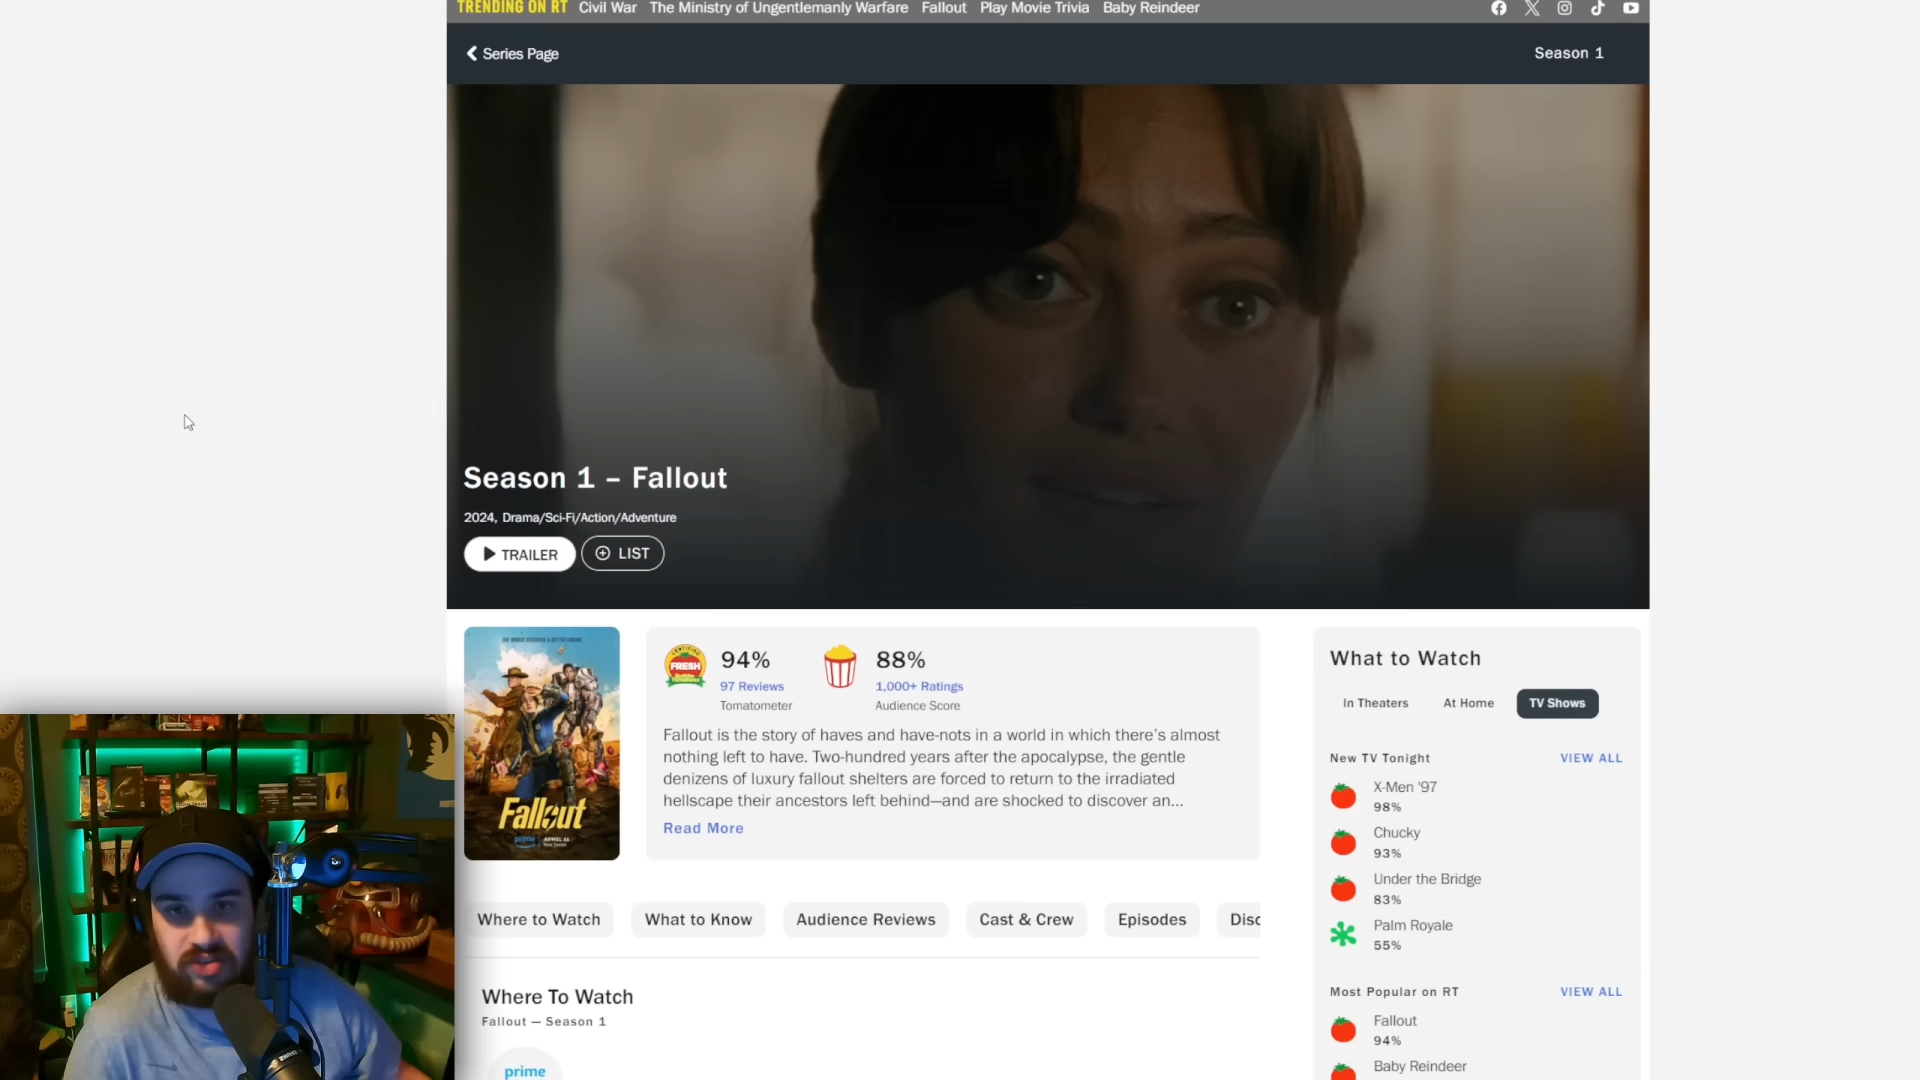 TRENDING ON RT Civil War The Ministry of Ungentlemanly Warfare Fallout Play Movie Trivia Baby Reindeer
Series Page
Season 1
Season 1 – Fallout
2024, Drama/Sci-Fi/Action/Adventure
TRAILER
LIST
Fallout
prime
CERTIFIED FRESH
94%
97 Reviews
Tomatometer
88%
1,000+ Ratings
Audience Score
Fallout is the story of haves and have-nots in a world in which there's almost
nothing left to have. Two-hundred years after the apocalypse, the gentle
denizens of luxury fallout shelters are forced to return to the irradiated
hellscape their ancestors left behind—and are shocked to discover an...
Read More
Where to Watch
What to Know
Audience Reviews
Cast & Crew
Episodes
Disc
Where To Watch
Fallout — Season 1
prime
What to Watch
In Theaters
At Home
TV Shows
New TV Tonight
VIEW ALL
X-Men '97
98%
Chucky
93%
Under the Bridge
83%
Palm Royale
55%
Most Popular on RT
VIEW ALL
Fallout
94%
Baby Reindeer